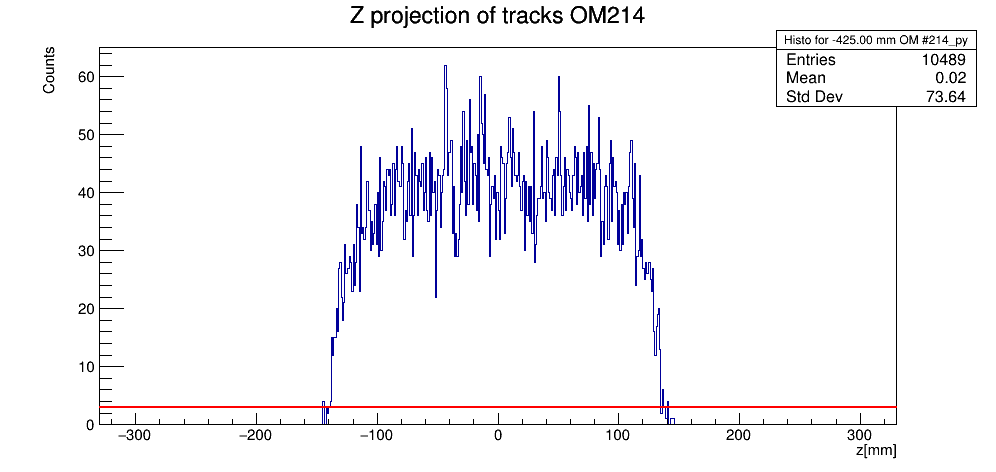 Z projection of tracks OM214
Histo for -425.00 mm OM #214_py
Entries 10489
Mean 0.02
Std Dev 73.64
Counts
60
50
40
30
20
10
0
−300 −200 −100 0 100 200 300
z[mm]